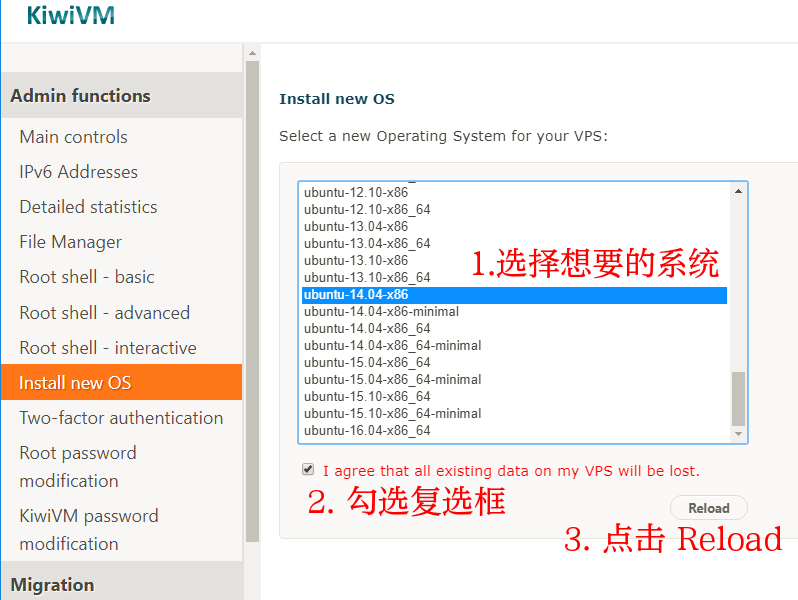 KiwiVM
Admin functions
Main controls
IPv6 Addresses
Detailed statistics
File Manager
Root shell - basic
Root shell - advanced
Root shell - interactive
Install new OS
Two-factor authentication
Root password
modification
KiwiVM password
modification
Migration
Install new OS
Select a new Operating System for your VPS:
ubuntu-12.10-x86
ubuntu-12.10-x86_64
ubuntu-13.04-x86
ubuntu-13.04-x86_64
ubuntu-13.10-x86
ubuntu-13.10-x86_64
1.选择想要的系统
ubuntu-14.04-x86
ubuntu-14.04-x86-minimal
ubuntu-14.04-x86_64
ubuntu-14.04-x86_64-minimal
ubuntu-15.04-x86_64
ubuntu-15.04-x86_64-minimal
ubuntu-15.10-x86_64
ubuntu-15.10-x86_64-minimal
ubuntu-16.04-x86_64
I agree that all existing data on my VPS will be lost.
2. 勾选复选框
Reload
3. 点击 Reload